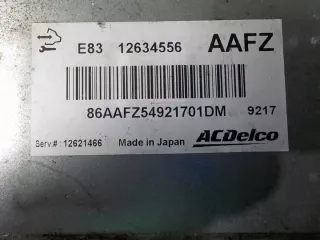 E83 12634556 AAFZ
86AAFZ54921701DM 9217
Serv.#: 12621466 Made in Japan ACDelco